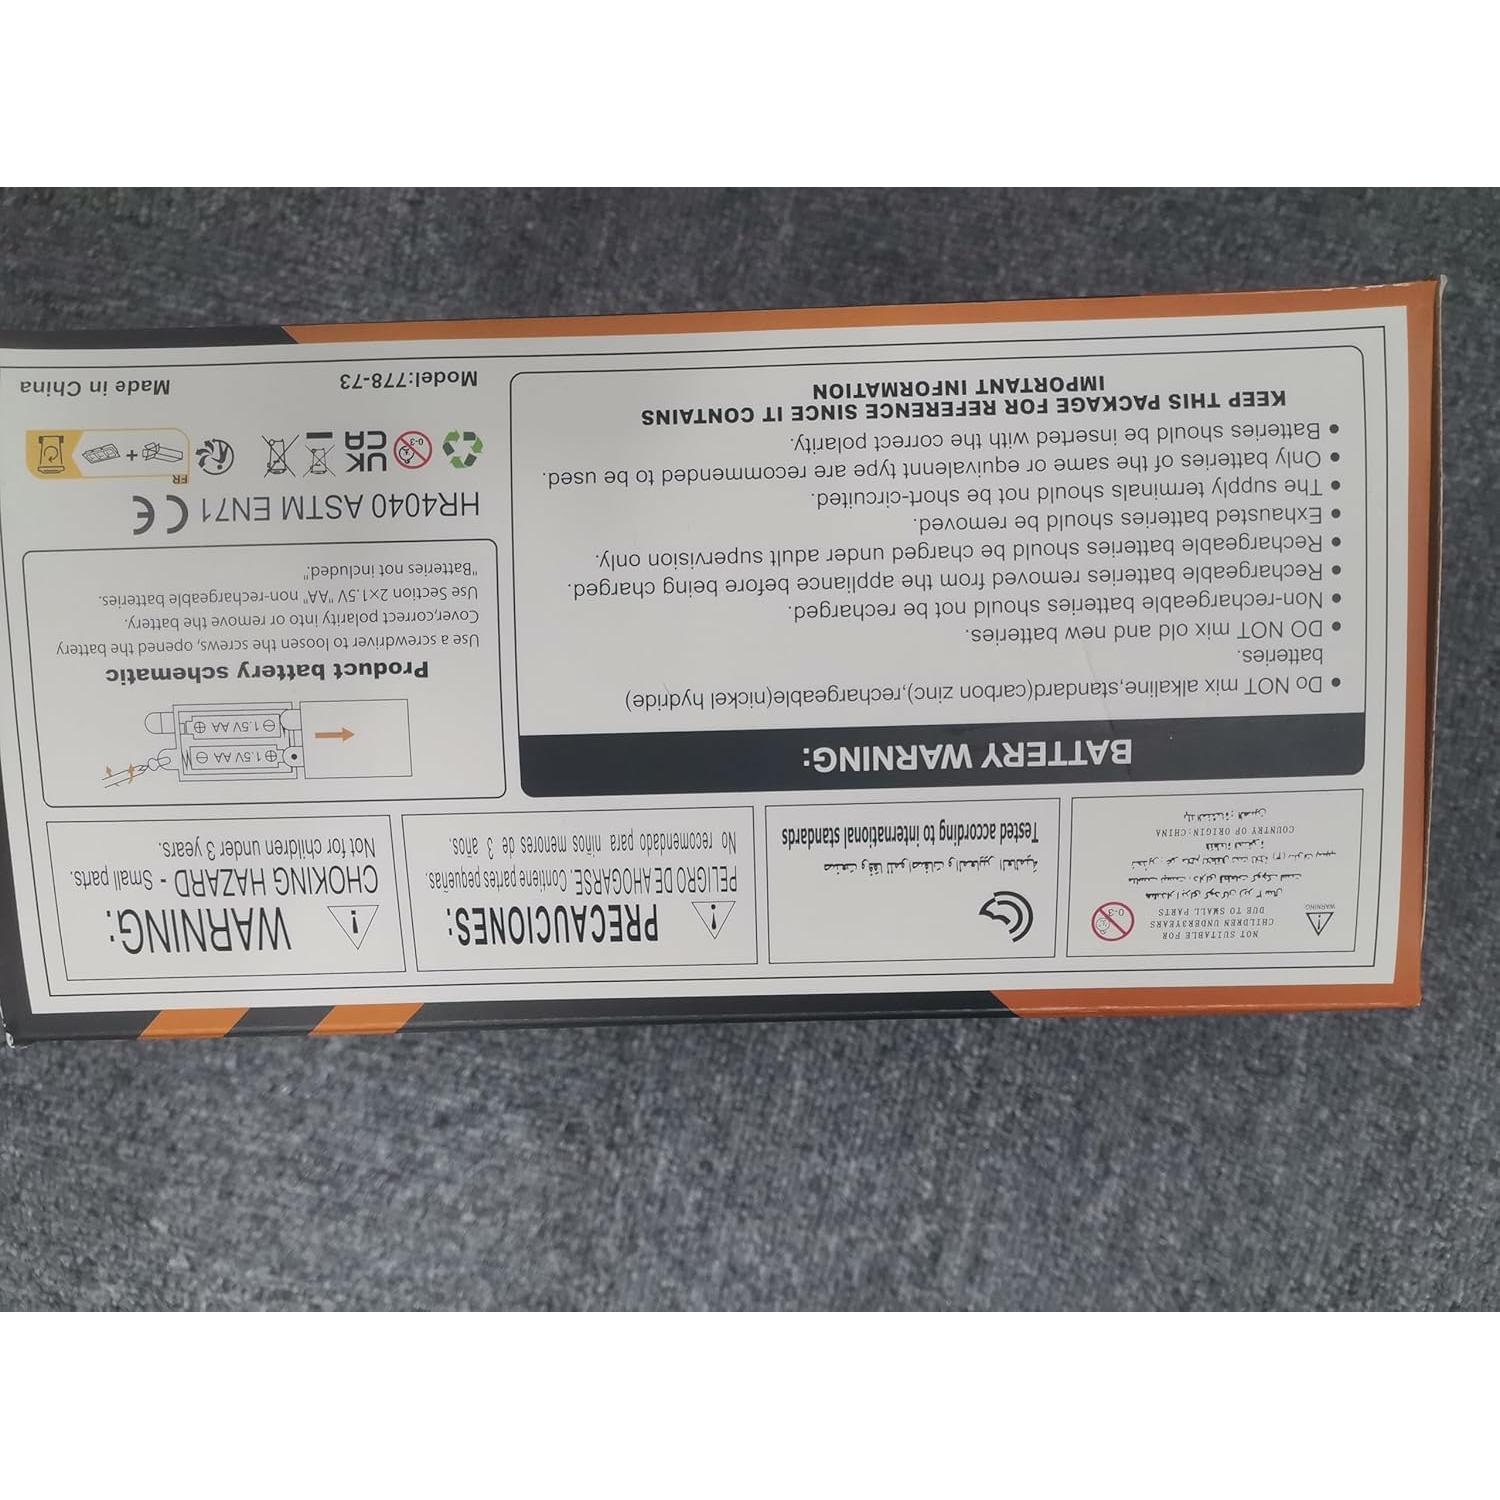 WARNING:
CHOKING HAZARD - Small parts.
Not for children under 3 years.
PRECAUCIONES:
PELIGRO DE AHOGARSE. Contiene partes pequeñas.
No recomendado para niños menores de 3 años.
Tested according to international standards
WARNING
NOT SUITABLE FOR
CHILDREN UNDER3YEARS
DUE TO SMALL PARTS
0-3
COUNTRY OF ORIGIN:CHINA
بلد المنشأ: الصين
1.5V AA
1.5V AA
Product battery schematic
Use a screwdriver to loosen the screws, opened the battery
Cover,correct polarity into or remove the battery.
Use Section 2×1.5V "AA" non-rechargeable batteries.
"Batteries not included."
HR4040 ASTM EN71 CE
0-3
UK
CA
FR
Model:778-73
Made in China
BATTERY WARNING:
● Do NOT mix alkaline,standard(carbon zinc),rechargeable(nickel hydride)
batteries.
● DO NOT mix old and new batteries.
● Non-rechargeable batteries should not be recharged.
● Rechargeable batteries removed from the appliance before being charged.
● Rechargeable batteries should be charged under adult supervision only.
● Exhausted batteries should be removed.
● The supply terminals should not be short-circuited.
● Only batteries of the same or equivalennt type are recommended to be used.
● Batteries should be inserted with the correct polarity.
KEEP THIS PACKAGE FOR REFERENCE SINCE IT CONTAINS
IMPORTANT INFORMATION